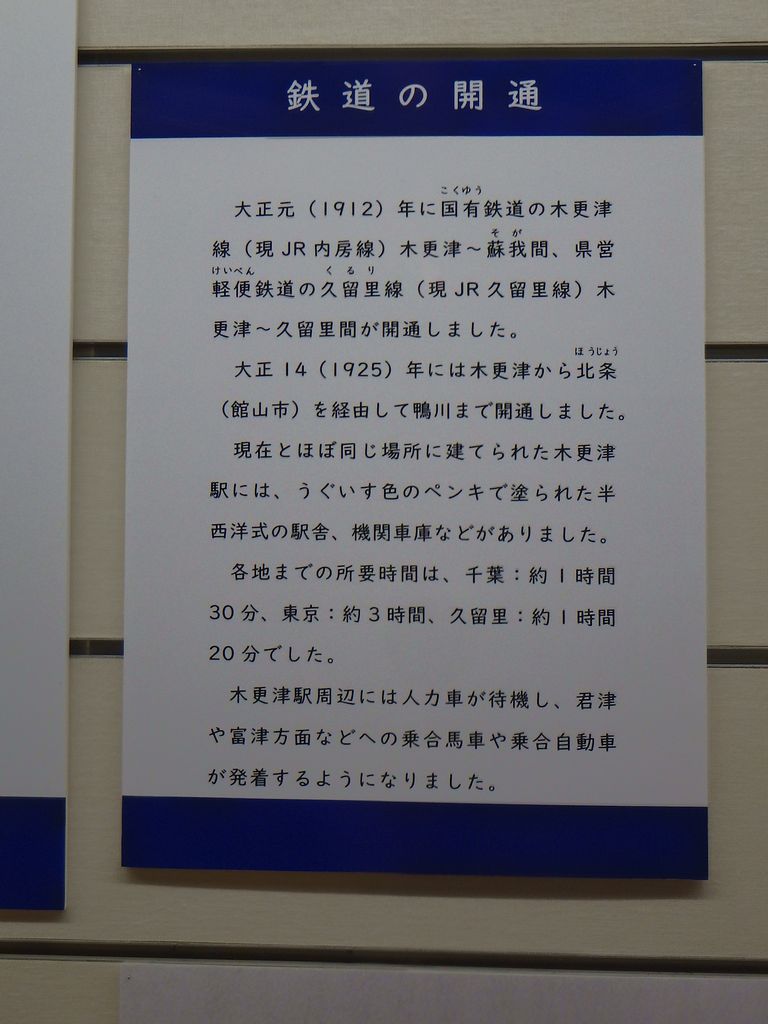 鉄道の開通
こくゆう
大正元（1912）年に国有鉄道の木更津
そが
線（現JR内房線）木更津～蘇我間、県営
けいべん くるり
軽便鉄道の久留里線（現JR久留里線）木
更津～久留里間が開通しました。
ほうじょう
大正14（1925）年には木更津から北条
（館山市）を経由して鴨川まで開通しました。
現在とほぼ同じ場所に建てられた木更津
駅には、うぐいす色のペンキで塗られた半
西洋式の駅舎、機関車庫などがありました。
各地までの所要時間は、千葉：約1時間
30分、東京：約3時間、久留里：約1時間
20分でした。
木更津駅周辺には人力車が待機し、君津
や富津方面などへの乗合馬車や乗合自動車
が発着するようになりました。